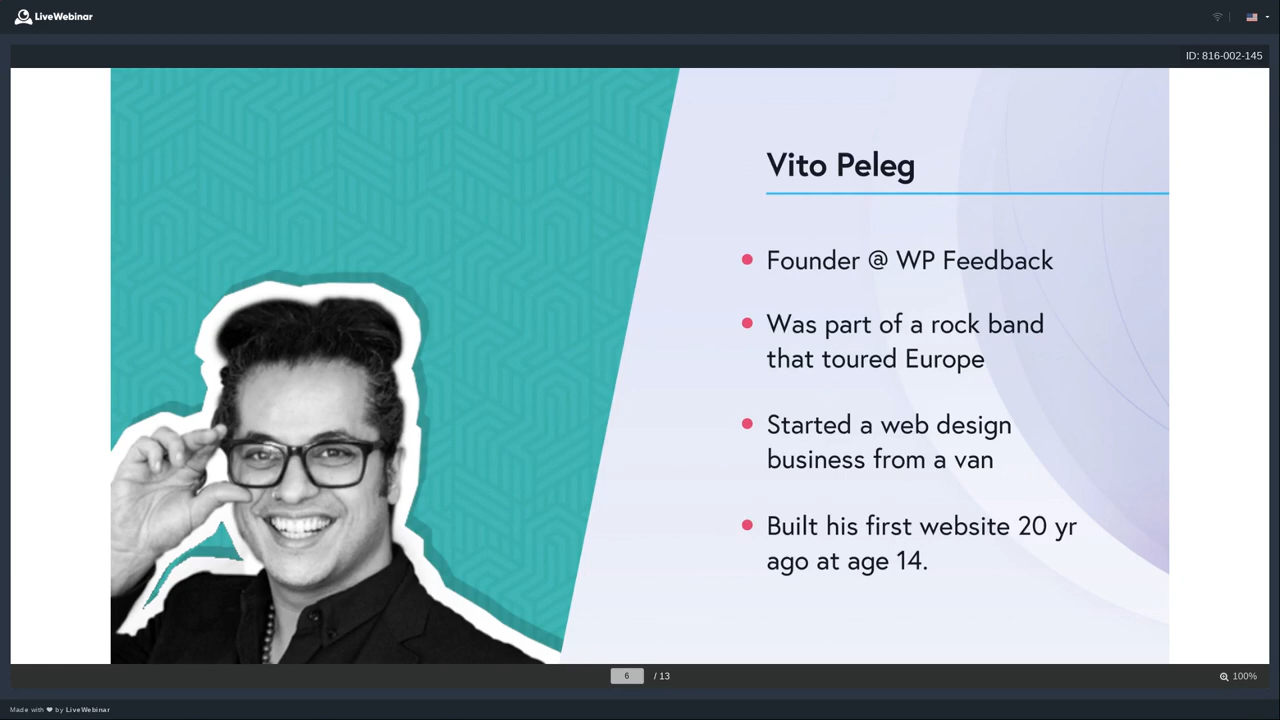 LiveWebinar
ID: 816-002-145
Vito Peleg
Founder @ WP Feedback
Was part of a rock band
that toured Europe
Started a web design
business from a van
Built his first website 20 yr
ago at age 14.
6 / 13
100%
Made with ❤ by LiveWebinar